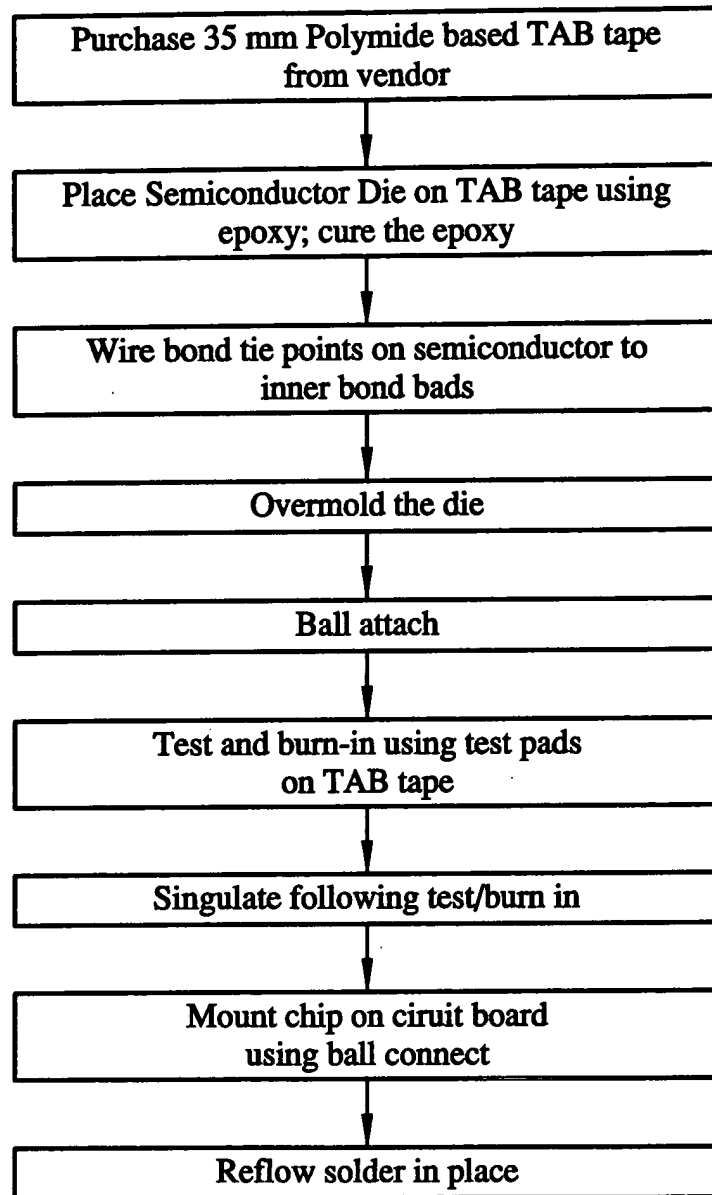 Purchase 35 mm Polymide based TAB tape
from vendor
Place Semiconductor Die on TAB tape using
epoxy; cure the epoxy
Wire bond tie points on semiconductor to
inner bond bads
Overmold the die
Ball attach
Test and burn-in using test pads
on TAB tape
Singulate following test/burn in
Mount chip on ciruit board
using ball connect
Reflow solder in place